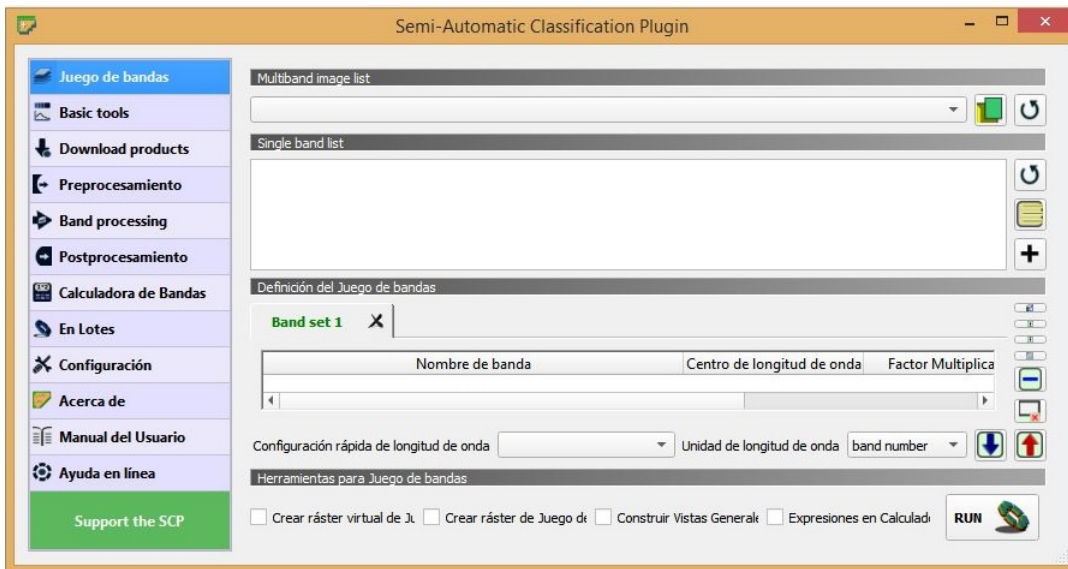 Semi-Automatic Classification Plugin
Juego de bandas
Basic tools
Download products
Preprocesamiento
Band processing
Postprocesamiento
Calculadora de Bandas
En Lotes
Configuración
Acerca de
Manual del Usuario
Ayuda en línea
Support the SCP
Multiband image list
Single band list
Definición del Juego de bandas
Band set 1
Nombre de banda Centro de longitud de onda Factor Multiplica
Configuración rápida de longitud de onda Unidad de longitud de onda band number
Herramientas para Juego de bandas
Crear ráster virtual de Ju Crear ráster de Juego de Construir Vistas Generale Expresiones en Calculad RUN